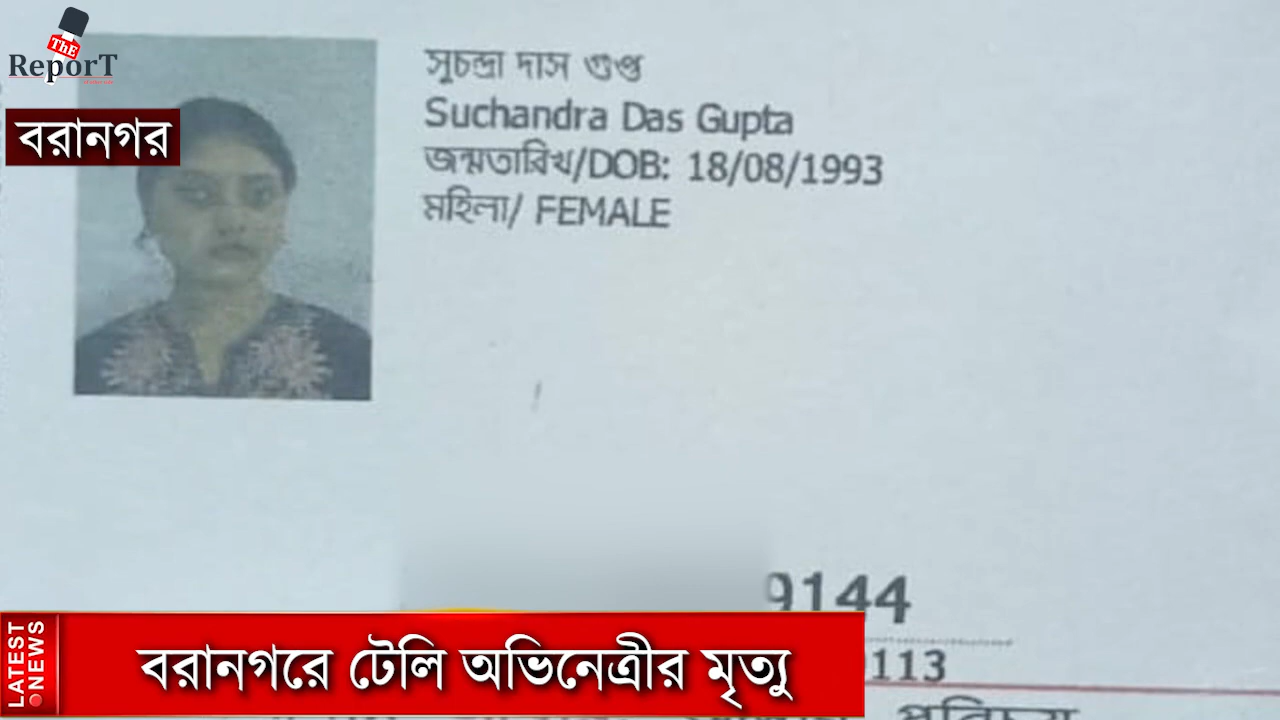 ThE
ReporT
বরানগর
সুচন্দ্রা দাস গুপ্ত
Suchandra Das Gupta
জন্মতারিখ/DOB: 18/08/1993
মহিলা/ FEMALE
9144
1113
LATEST NEWS
বরানগরে টেলি অভিনেত্রীর মৃত্যু